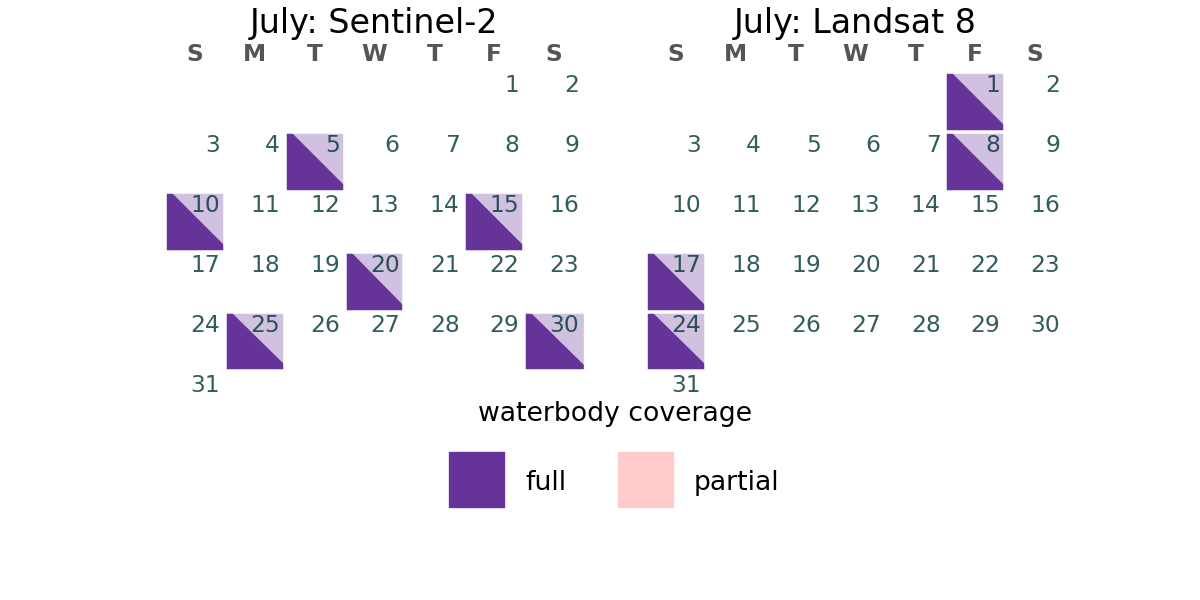 July: Sentinel-2
S M T W T F S
1 2
3 4 5 6 7 8 9
10 11 12 13 14 15 16
17 18 19 20 21 22 23
24 25 26 27 28 29 30
31
July: Landsat 8
S M T W T F S
1 2
3 4 5 6 7 8 9
10 11 12 13 14 15 16
17 18 19 20 21 22 23
24 25 26 27 28 29 30
31
waterbody coverage
full partial